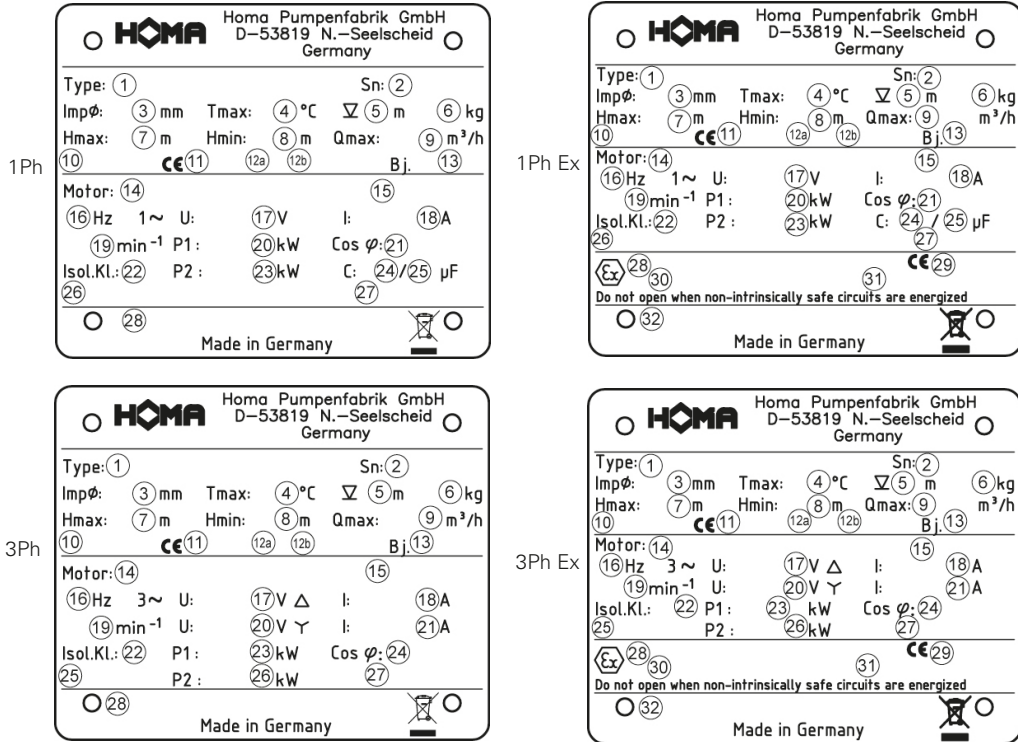 HOMA
Homa Pumpenfabrik GmbH
D–53819 N.–Seelscheid
Germany
Type: 1 Sn: 2
ImpØ: 3 mm Tmax: 4 °C 5 m 6 kg
Hmax: 7 m Hmin: 8 m Qmax: 9 m³/h
10 CE 11 12a 12b Bj. 13
1Ph
Motor: 14 15
16 Hz 1~ U: 17 V I: 18 A
19 min⁻¹ P1: 20 kW Cos φ: 21
Isol.Kl.: 22 P2: 23 kW C: 24 / 25 µF
26 27
28
Made in Germany
HOMA
Homa Pumpenfabrik GmbH
D–53819 N.–Seelscheid
Germany
Type: 1 Sn: 2
ImpØ: 3 mm Tmax: 4 °C 5 m 6 kg
Hmax: 7 m Hmin: 8 m Qmax: 9 m³/h
10 CE 11 12a 12b Bj. 13
1Ph Ex
Motor: 14 15
16 Hz 1~ U: 17 V I: 18 A
19 min⁻¹ P1: 20 kW Cos φ: 21
Isol.Kl.: 22 P2: 23 kW C: 24 / 25 µF
26 27
Ex 28 CE 29
30 31
Do not open when non-intrinsically safe circuits are energized
32
Made in Germany
HOMA
Homa Pumpenfabrik GmbH
D–53819 N.–Seelscheid
Germany
Type: 1 Sn: 2
ImpØ: 3 mm Tmax: 4 °C 5 m 6 kg
Hmax: 7 m Hmin: 8 m Qmax: 9 m³/h
10 CE 11 12a 12b Bj. 13
3Ph
Motor: 14 15
16 Hz 3~ U: 17 V △ I: 18 A
19 min⁻¹ U: 20 V Y I: 21 A
Isol.Kl.: 22 P1: 23 kW Cos φ: 24
25 P2: 26 kW 27
28
Made in Germany
HOMA
Homa Pumpenfabrik GmbH
D–53819 N.–Seelscheid
Germany
Type: 1 Sn: 2
ImpØ: 3 mm Tmax: 4 °C 5 m 6 kg
Hmax: 7 m Hmin: 8 m Qmax: 9 m³/h
10 CE 11 12a 12b Bj. 13
3Ph Ex
Motor: 14 15
16 Hz 3~ U: 17 V △ I: 18 A
19 min⁻¹ U: 20 V Y I: 21 A
Isol.Kl.: 22 P1: 23 kW Cos φ: 24
25 P2: 26 kW 27
Ex 28 CE 29
30 31
Do not open when non-intrinsically safe circuits are energized
32
Made in Germany